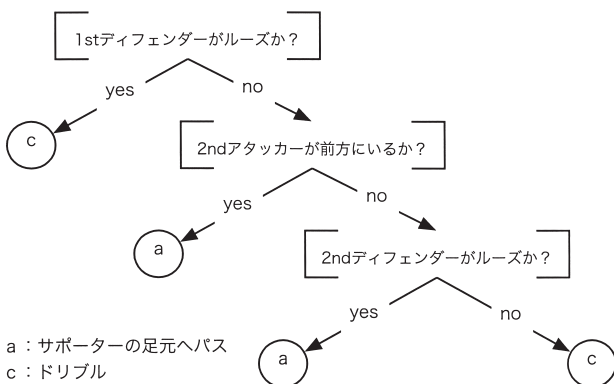 1stディフェンダーがルーズか？
yes
no
c
2ndアタッカーが前方にいるか？
yes
no
a
2ndディフェンダーがルーズか？
yes
no
a
c
a：サポーターの足元へパス
c：ドリブル